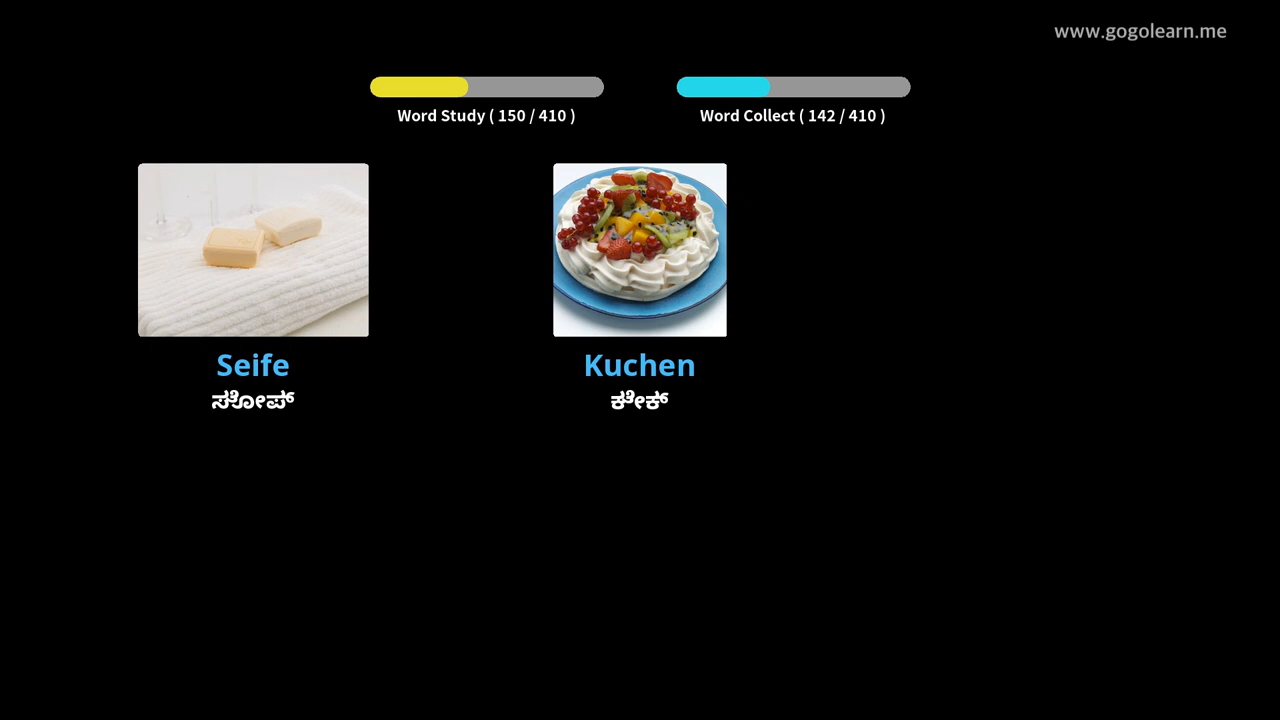 www.gogolearn.me
Word Study ( 150 / 410 )
Word Collect ( 142 / 410 )
Seife
ಸೋಪ್
Kuchen
ಕೇಕ್